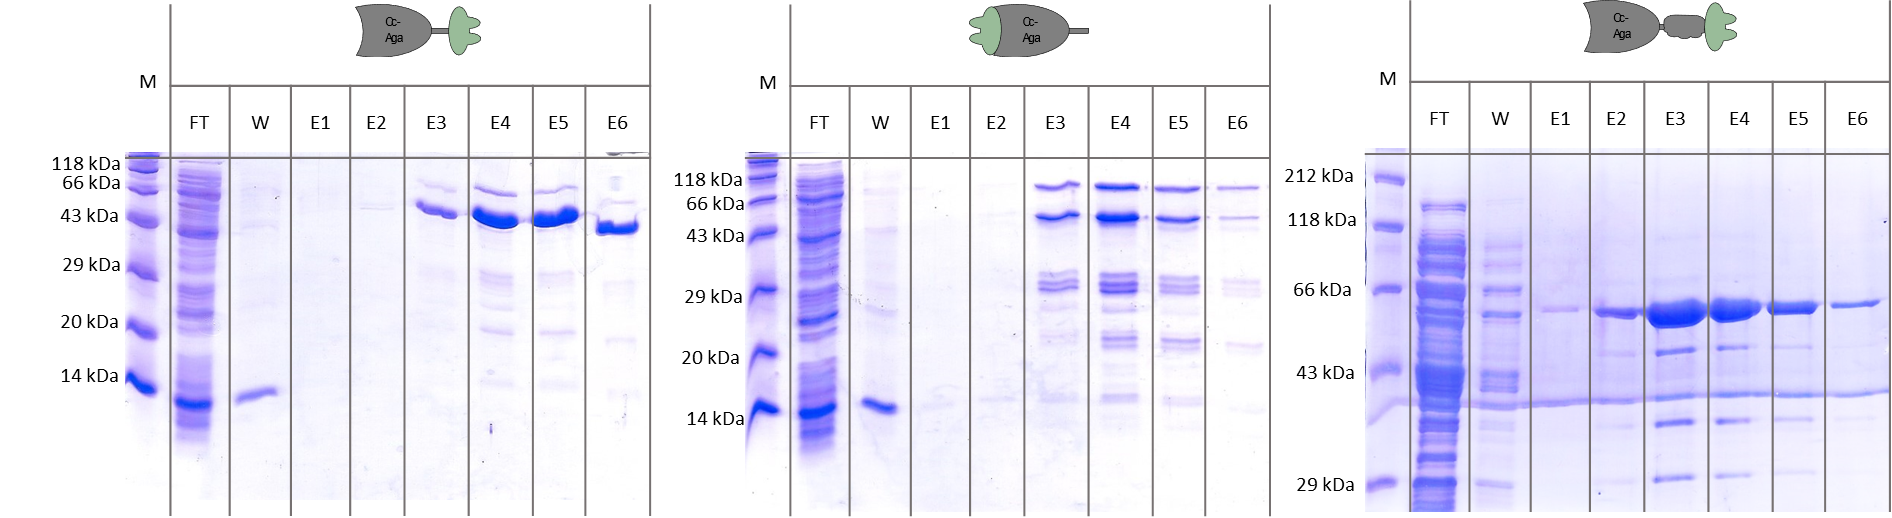 Cc-
Aga
M
FT W E1 E2 E3 E4 E5 E6
118 kDa
66 kDa
43 kDa
29 kDa
20 kDa
14 kDa
Cc-
Aga
M
FT W E1 E2 E3 E4 E5 E6
118 kDa
66 kDa
43 kDa
29 kDa
20 kDa
14 kDa
Cc-
Aga
M
FT W E1 E2 E3 E4 E5 E6
212 kDa
118 kDa
66 kDa
43 kDa
29 kDa